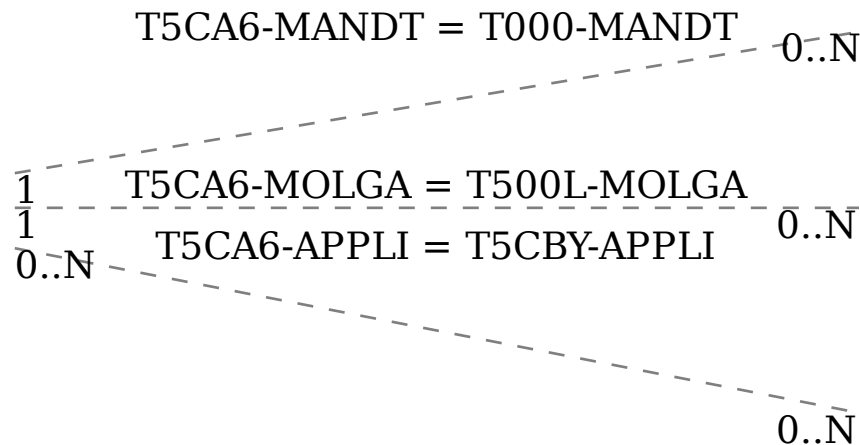 T5CA6-MANDT = T000-MANDT
0..N
1
T5CA6-MOLGA = T500L-MOLGA
1
0..N
T5CA6-APPLI = T5CBY-APPLI
0..N
0..N